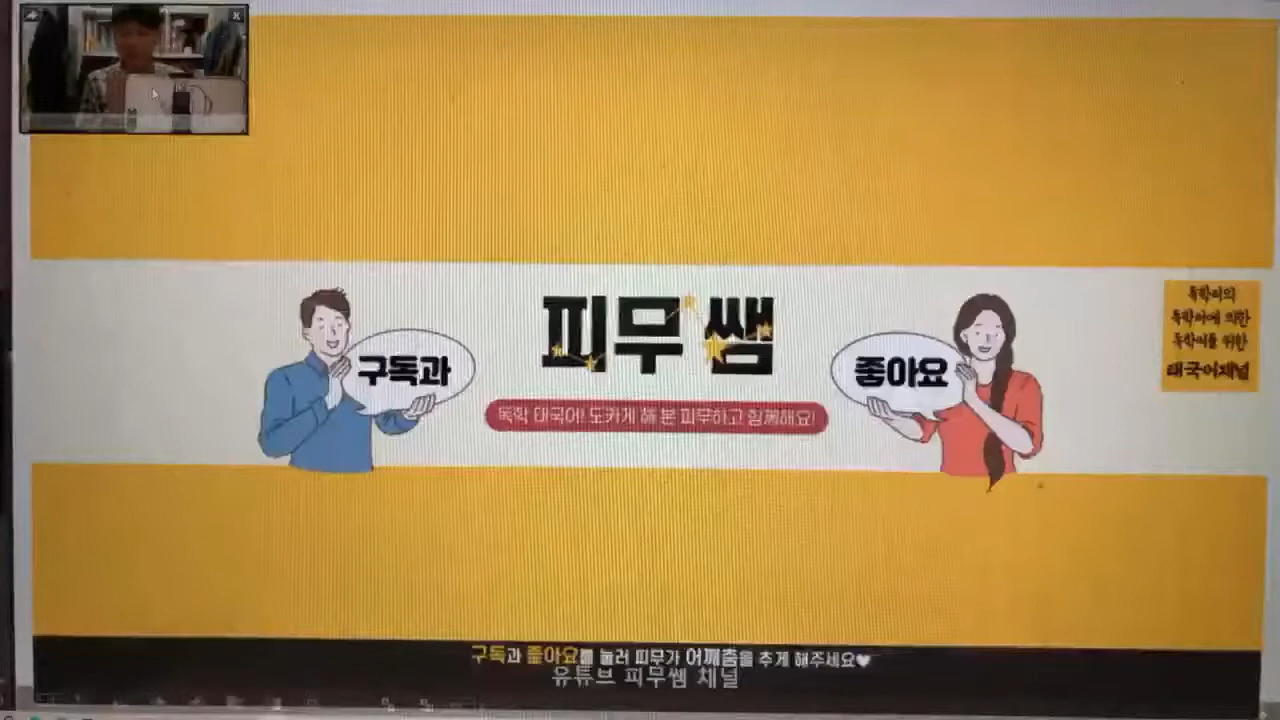 피무쌤
구독과
좋아요
독학 태국어! 도카게 해 본 피무하고 함께해요!
독학러의
독학러에 의한
독학러를 위한
태국어채널
구독과 좋아요를 눌러 피무가 어깨춤을 추게 해주세요♥
유튜브 피무쌤 채널